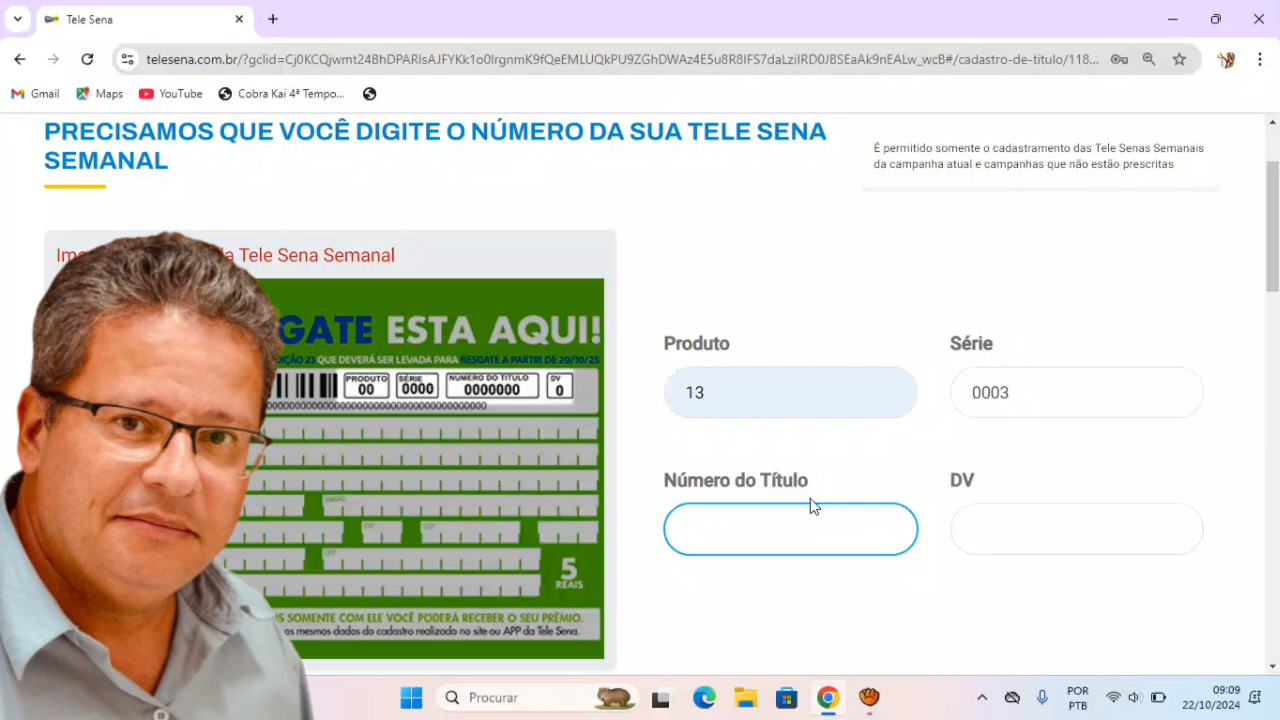 Tele Sena
telesena.com.br/?gclid=Cj0KCQjwmt24BhDPARIsAJFYKk1o0IrgnmK9fQeEMLUQkPU9ZGhDWAz4E5u8R8IFS7daLziIRD0JBSEaAk9nEALw_wcB#/cadastro-de-titulo/118...
Gmail Maps YouTube Cobra Kai 4ª Tempo...
PRECISAMOS QUE VOCÊ DIGITE O NÚMERO DA SUA TELE SENA
SEMANAL
É permitido somente o cadastramento das Tele Senas Semanais
da campanha atual e campanhas que não estão prescritas
da Tele Sena Semanal
GATE ESTA AQUI!
IÇÃO 23 QUE DEVERÁ SER LEVADA PARA RESGATE A PARTIR DE 20/10/25
PRODUTO SÉRIE NÚMERO DO TÍTULO DV
00 0000 0000000 0
5
REAIS
SOMENTE COM ELE VOCÊ PODERÁ RECEBER O SEU PRÊMIO.
os mesmos dados do cadastro realizado no site ou APP da Tele Sena.
Produto Série
13 0003
Número do Título DV
Procurar
POR
PTB
09:09
22/10/2024